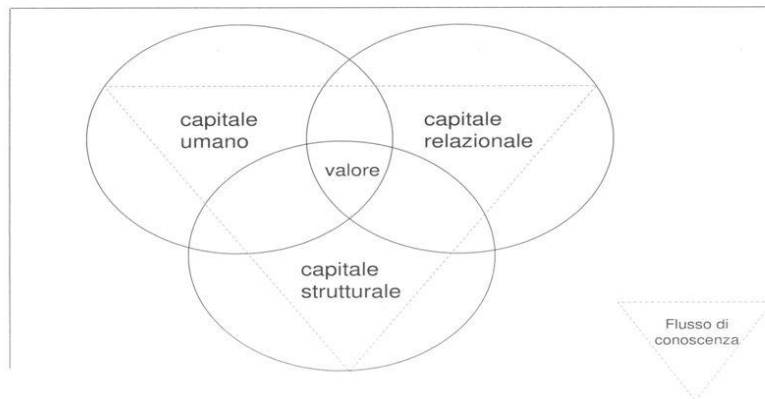 capitale
umano
capitale
relazionale
valore
capitale
strutturale
Flusso di
conoscenza